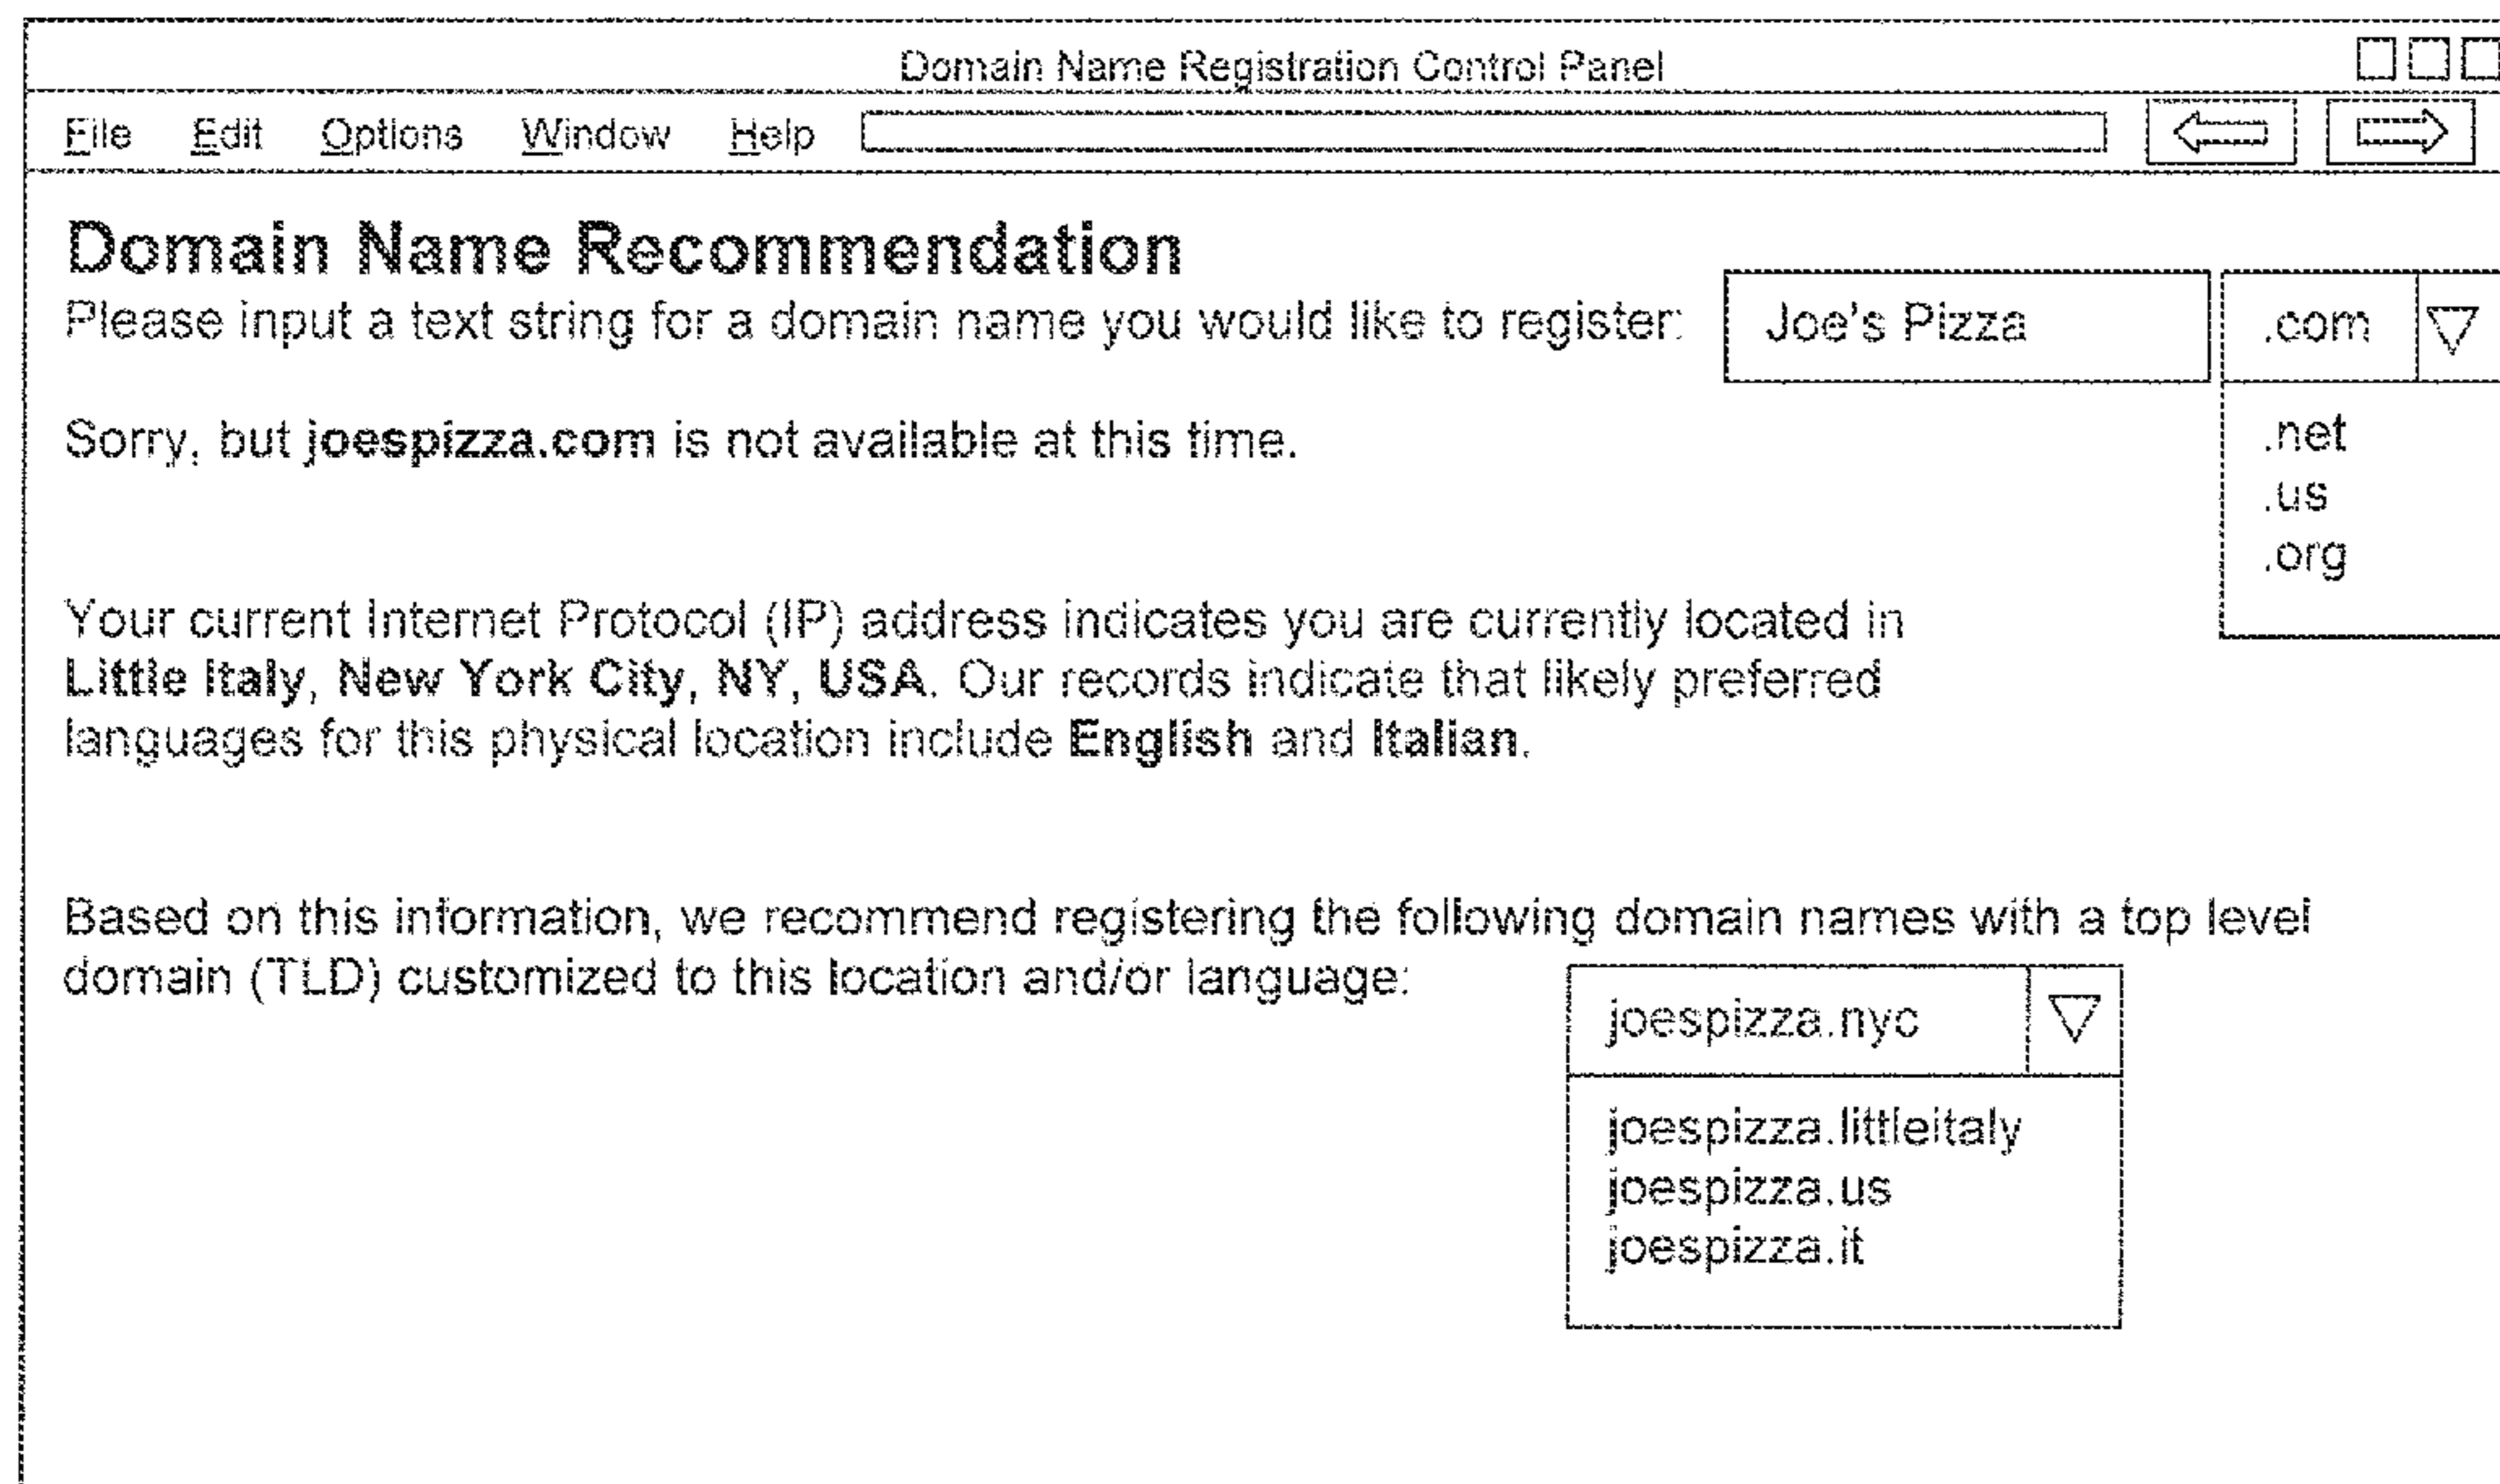 Domain Name Registration Control Panel
File Edit Options Window Help
Domain Name Recommendation
Please input a text string for a domain name you would like to register: Joe's Pizza .com
Sorry, but joespizza.com is not available at this time.
.net
.us
.org
Your current Internet Protocol (IP) address indicates you are currently located in
Little Italy, New York City, NY, USA. Our records indicate that likely preferred
languages for this physical location include English and Italian.
Based on this information, we recommend registering the following domain names with a top level
domain (TLD) customized to this location and/or language:
joespizza.nyc
joespizza.littleitaly
joespizza.us
joespizza.it